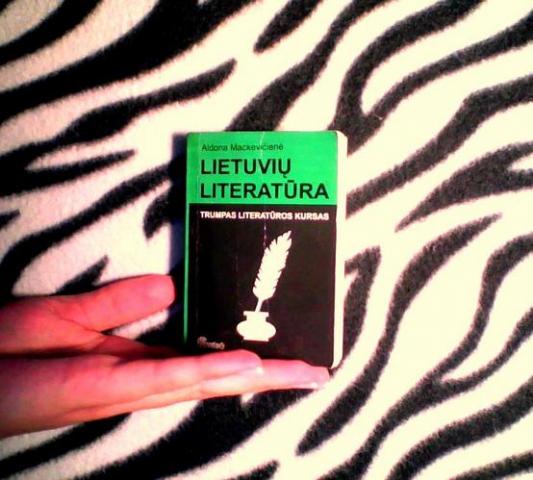 Aldona Mackevičienė
LIETUVIŲ
LITERATŪRA
TRUMPAS LITERATŪROS KURSAS